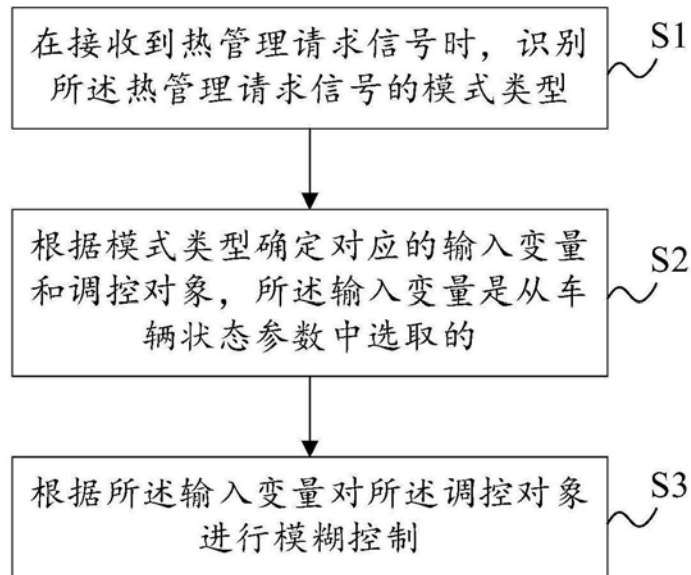 在接收到热管理请求信号时，识别
所述热管理请求信号的模式类型
S1
根据模式类型确定对应的输入变量
和调控对象，所述输入变量是从车
辆状态参数中选取的
S2
根据所述输入变量对所述调控对象
进行模糊控制
S3